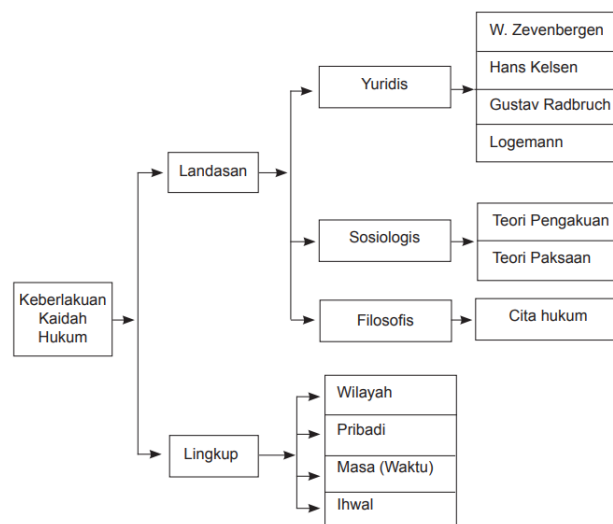 Keberlakuan
Kaidah
Hukum
Landasan
Yuridis
W. Zevenbergen
Hans Kelsen
Gustav Radbruch
Logemann
Sosiologis
Teori Pengakuan
Teori Paksaan
Filosofis
Cita hukum
Lingkup
Wilayah
Pribadi
Masa (Waktu)
Ihwal